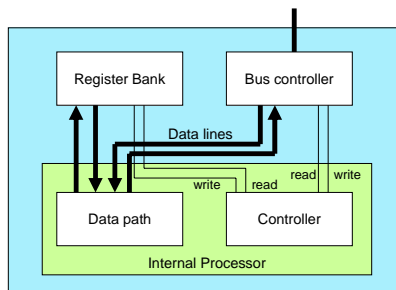 Register Bank
Bus controller
Data lines
read
write
write
read
Data path
Controller
Internal Processor